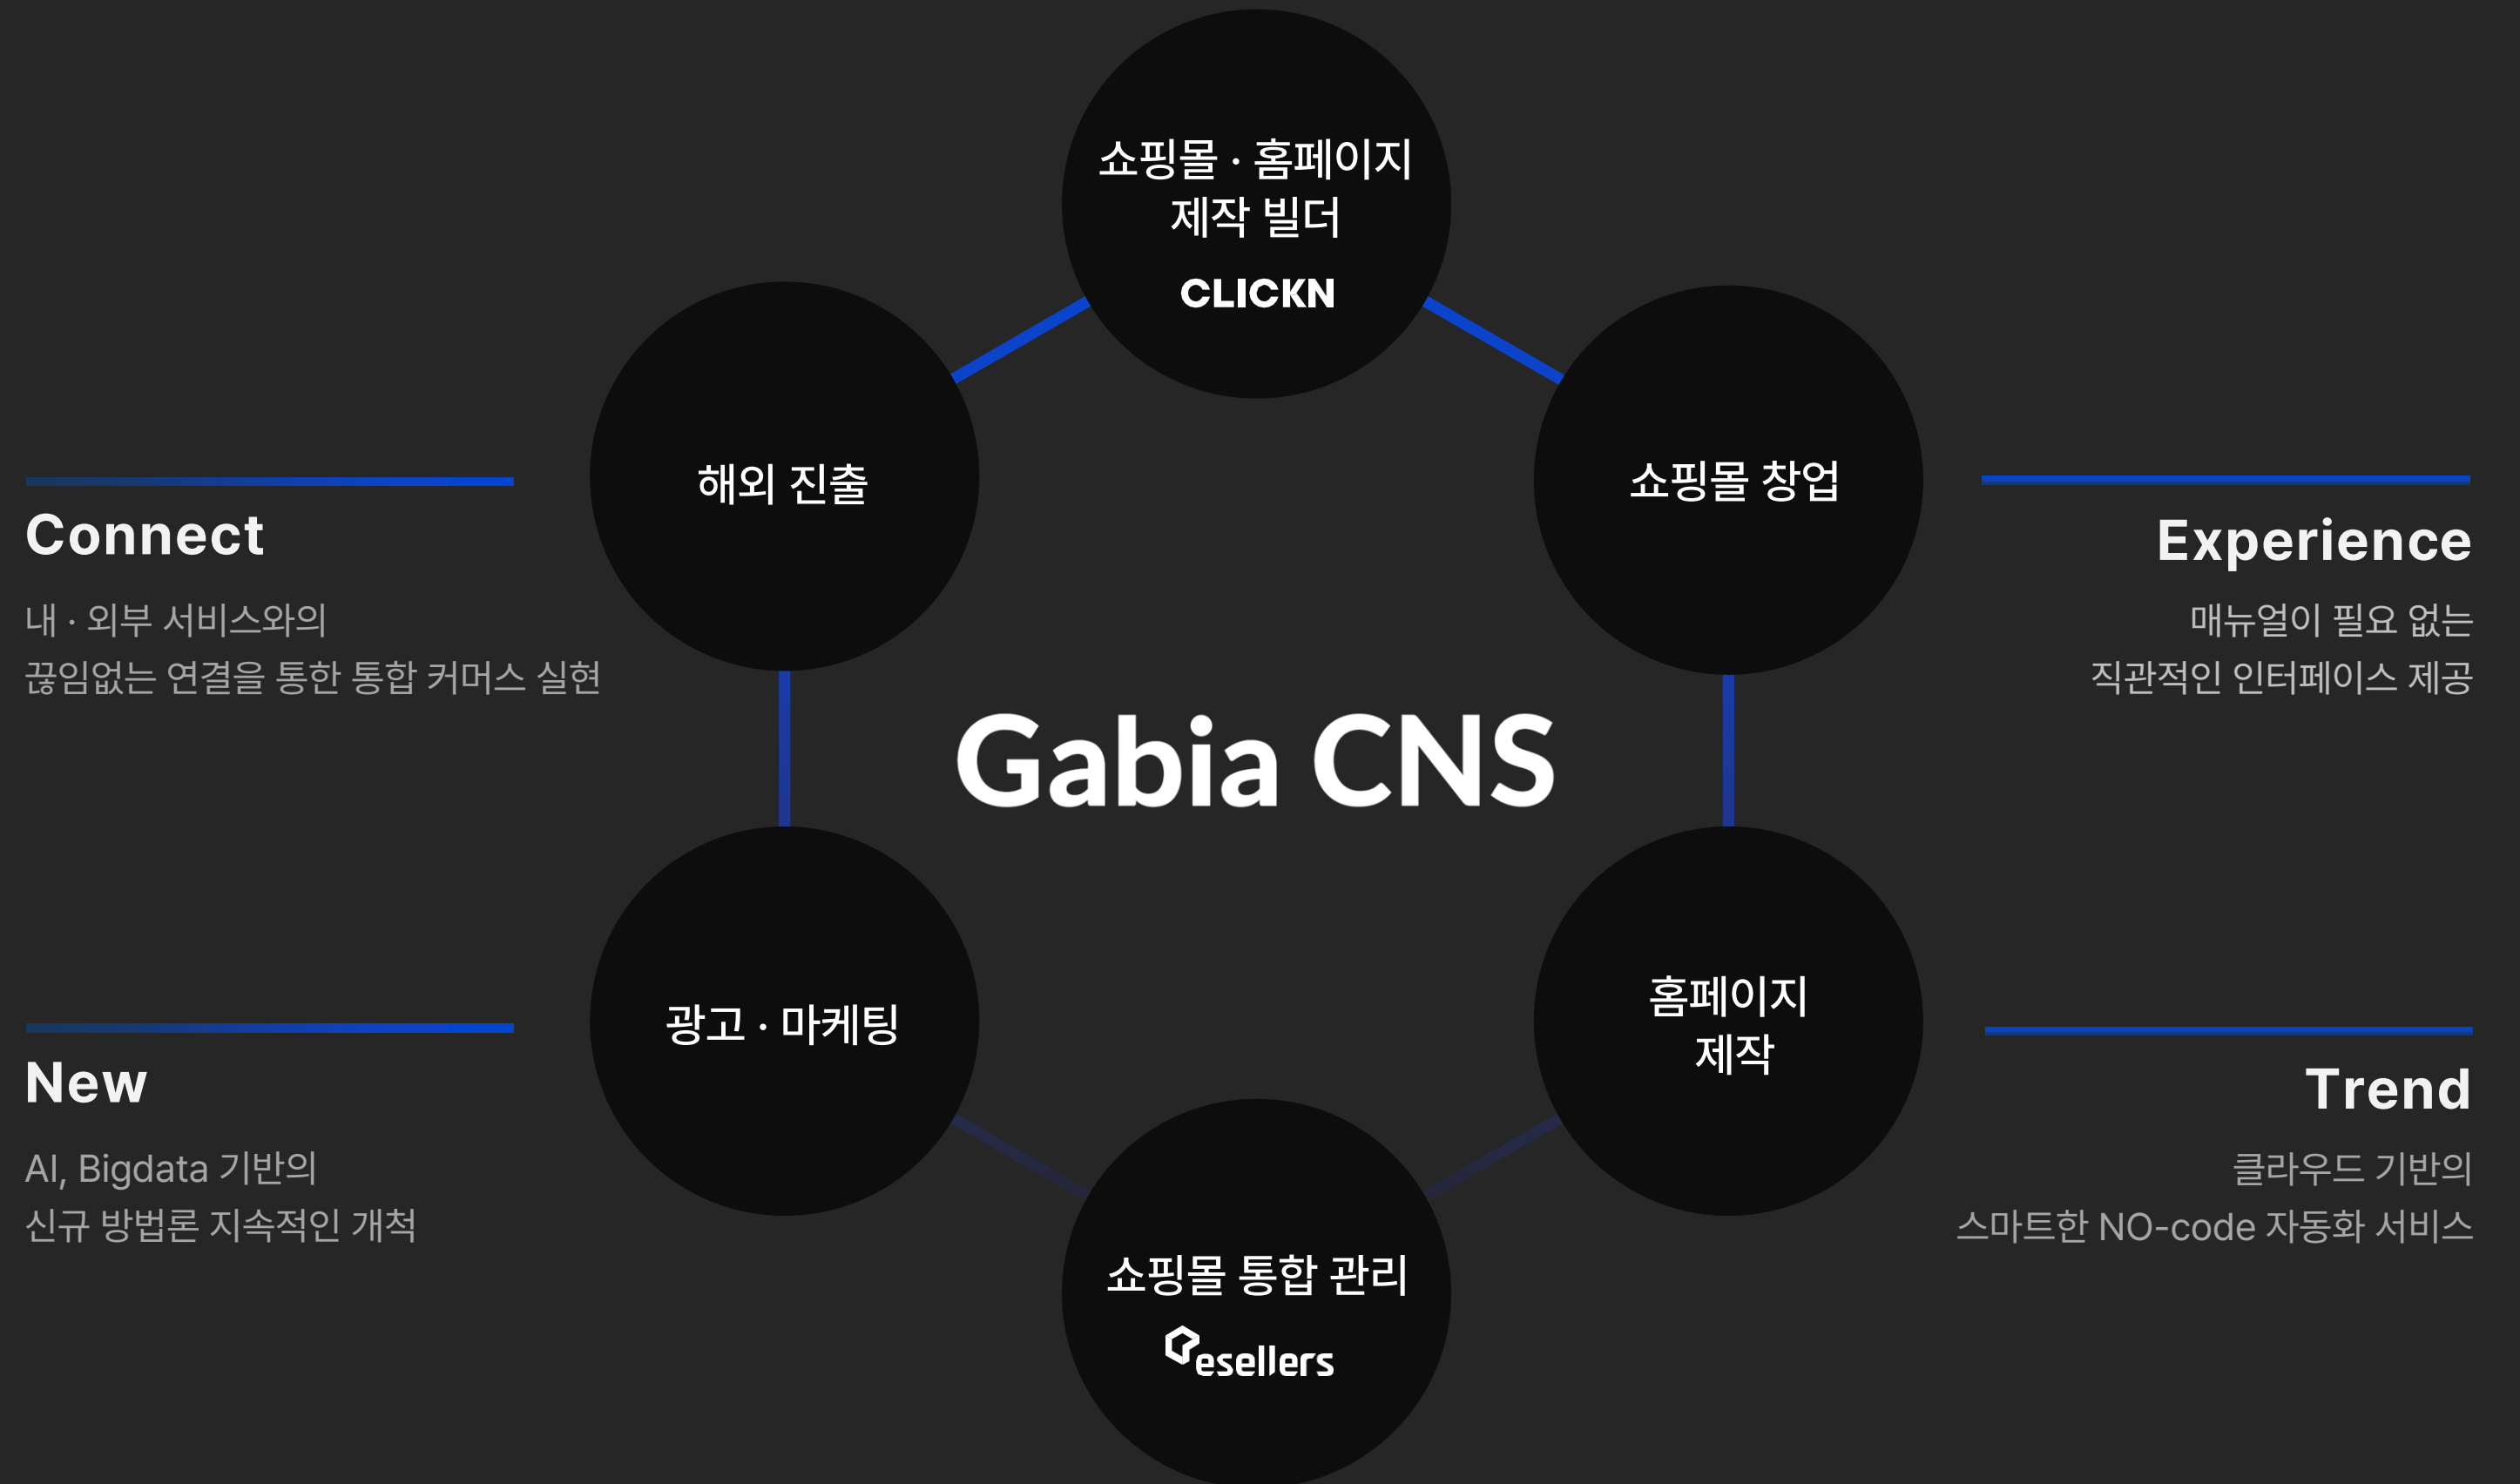 쇼핑몰 · 홈페이지
제작 빌더
CLICKN
해외 진출
쇼핑몰 창업
Connect
내 · 외부 서비스와의
끊임없는 연결을 통한 통합 커머스 실현
Experience
매뉴얼이 필요 없는
직관적인 인터페이스 제공
Gabia CNS
광고 · 마케팅
홈페이지
제작
New
AI, Bigdata 기반의
신규 방법론 지속적인 개척
Trend
클라우드 기반의
스마트한 NO-code 자동화 서비스
쇼핑몰 통합 관리
esellers